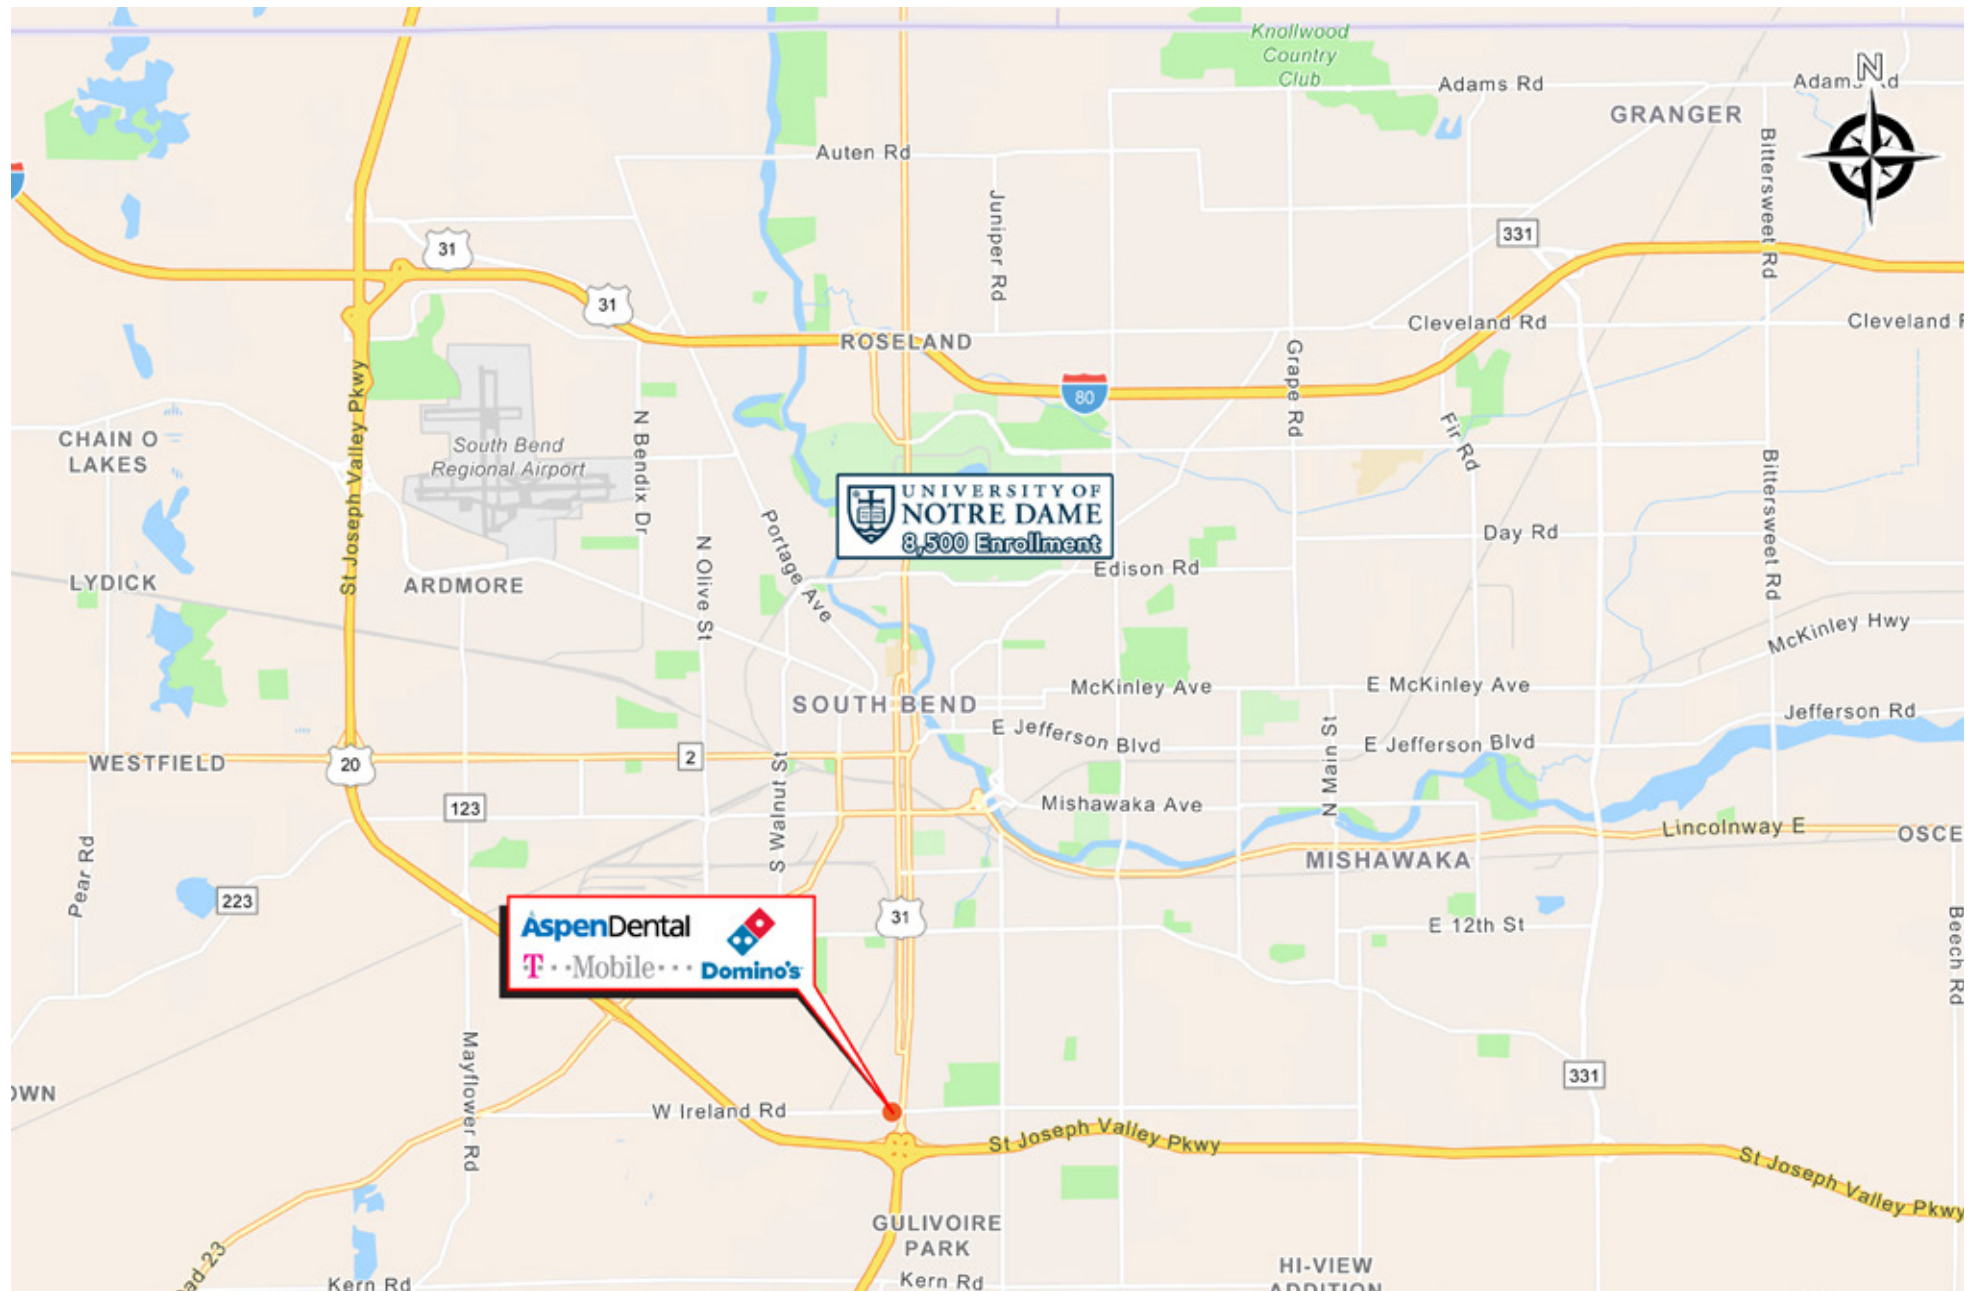 Knollwood
Country
Club
N
Adams Rd
GRANGER
Auten Rd
Bittersweet Rd
Juniper Rd
331
31
31
Cleveland Rd
Cleveland
ROSELAND
Grape Rd
80
St Joseph Valley Pkwy
CHAIN O
LAKES
South Bend
Regional Airport
N Bendix Dr
Fir Rd
Bittersweet Rd
UNIVERSITY OF
NOTRE DAME
8,500 Enrollment
Portage Ave
Day Rd
N Olive St
Edison Rd
LYDICK
ARDMORE
McKinley Hwy
McKinley Ave
E McKinley Ave
SOUTH BEND
Jefferson Rd
E Jefferson Blvd
E Jefferson Blvd
N Main St
WESTFIELD
20
2
S Walnut St
123
Mishawaka Ave
Lincolnway E
OSCE
MISHAWAKA
Pear Rd
223
31
E 12th St
Beech Rd
AspenDental
T··Mobile···
Domino's
Mayflower Rd
331
OWN
W Ireland Rd
St Joseph Valley Pkwy
St Joseph Valley Pkwy
GULIVOIRE
PARK
ad 23
Kern Rd
Kern Rd
HI-VIEW
ADDITION